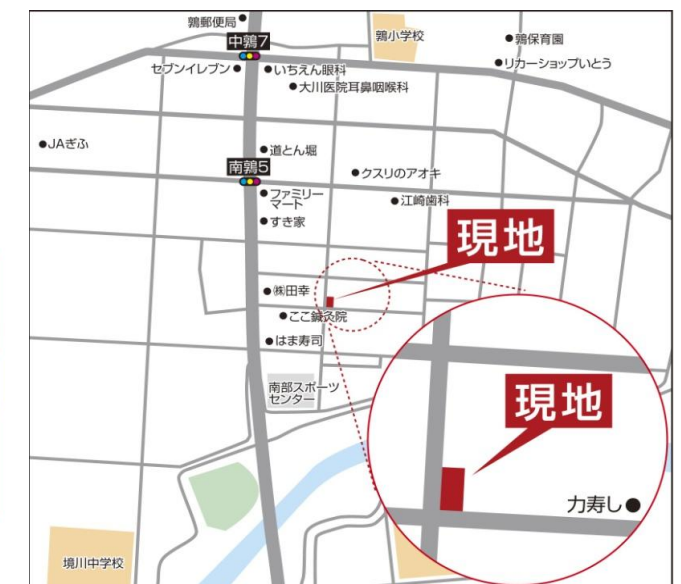 鶉郵便局
中鶉7
鶉小学校
鶉保育園
セブンイレブン
いちえん眼科
リカーショップいとう
大川医院耳鼻咽喉科
JAぎふ
道とん堀
南鶉5
クスリのアオキ
ファミリー
マート
江崎歯科
すき家
現地
㈱田幸
ここ鍼灸院
はま寿司
南部スポーツ
センター
現地
力寿し
境川中学校